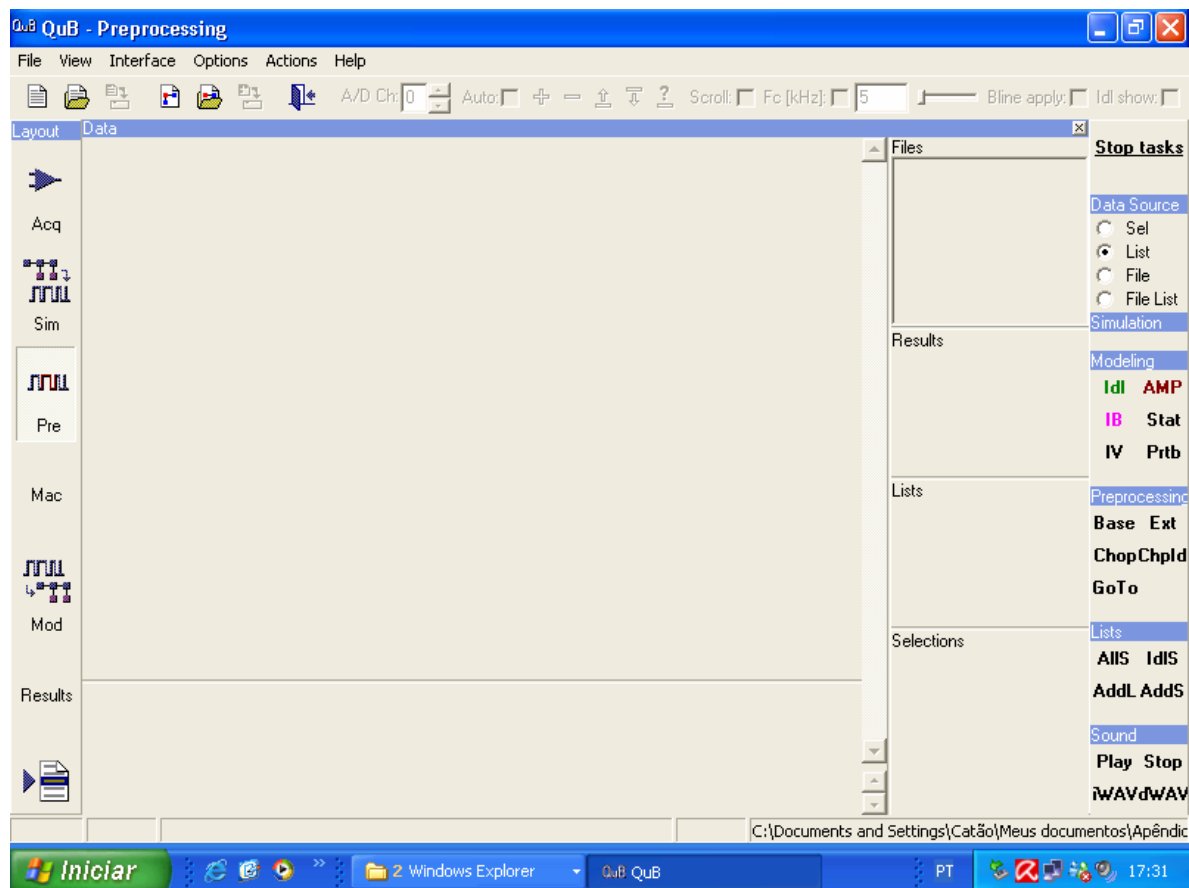 QuB QuB - Preprocessing
File View Interface Options Actions Help
A/D Ch: 0 Auto: Scroll: Fc [kHz]: 5 Bline apply: Idl show:
Layout
Acq
Sim
Pre
Mac
Mod
Results
Data
Files
Results
Lists
Selections
Stop tasks
Data Source
Sel
List
File
File List
Simulation
Modeling
Idl AMP
IB Stat
IV Prtb
Preprocessing
Base Ext
Chop ChpId
GoTo
Lists
AllS IdlS
AddL AddS
Sound
Play Stop
iWAV dWAV
C:\Documents and Settings\Catão\Meus documentos\Apêndic
Iniciar » 2 Windows Explorer QuB QuB PT 17:31